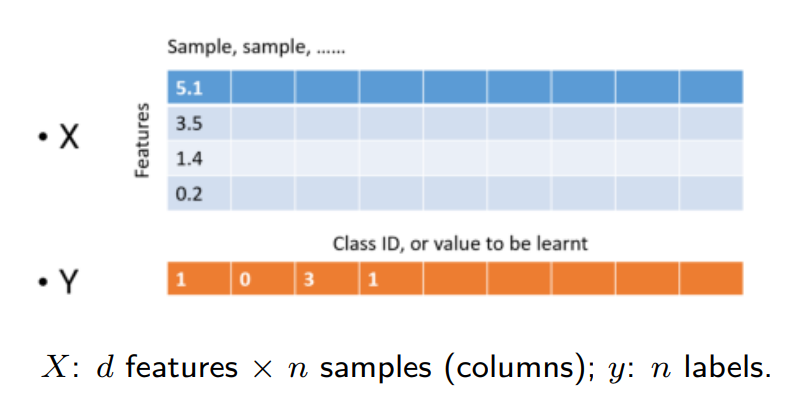 Sample, sample, ......
Features
• X
5.1
3.5
1.4
0.2
Class ID, or value to be learnt
• Y
1 0 3 1
X: d features × n samples (columns); y: n labels.